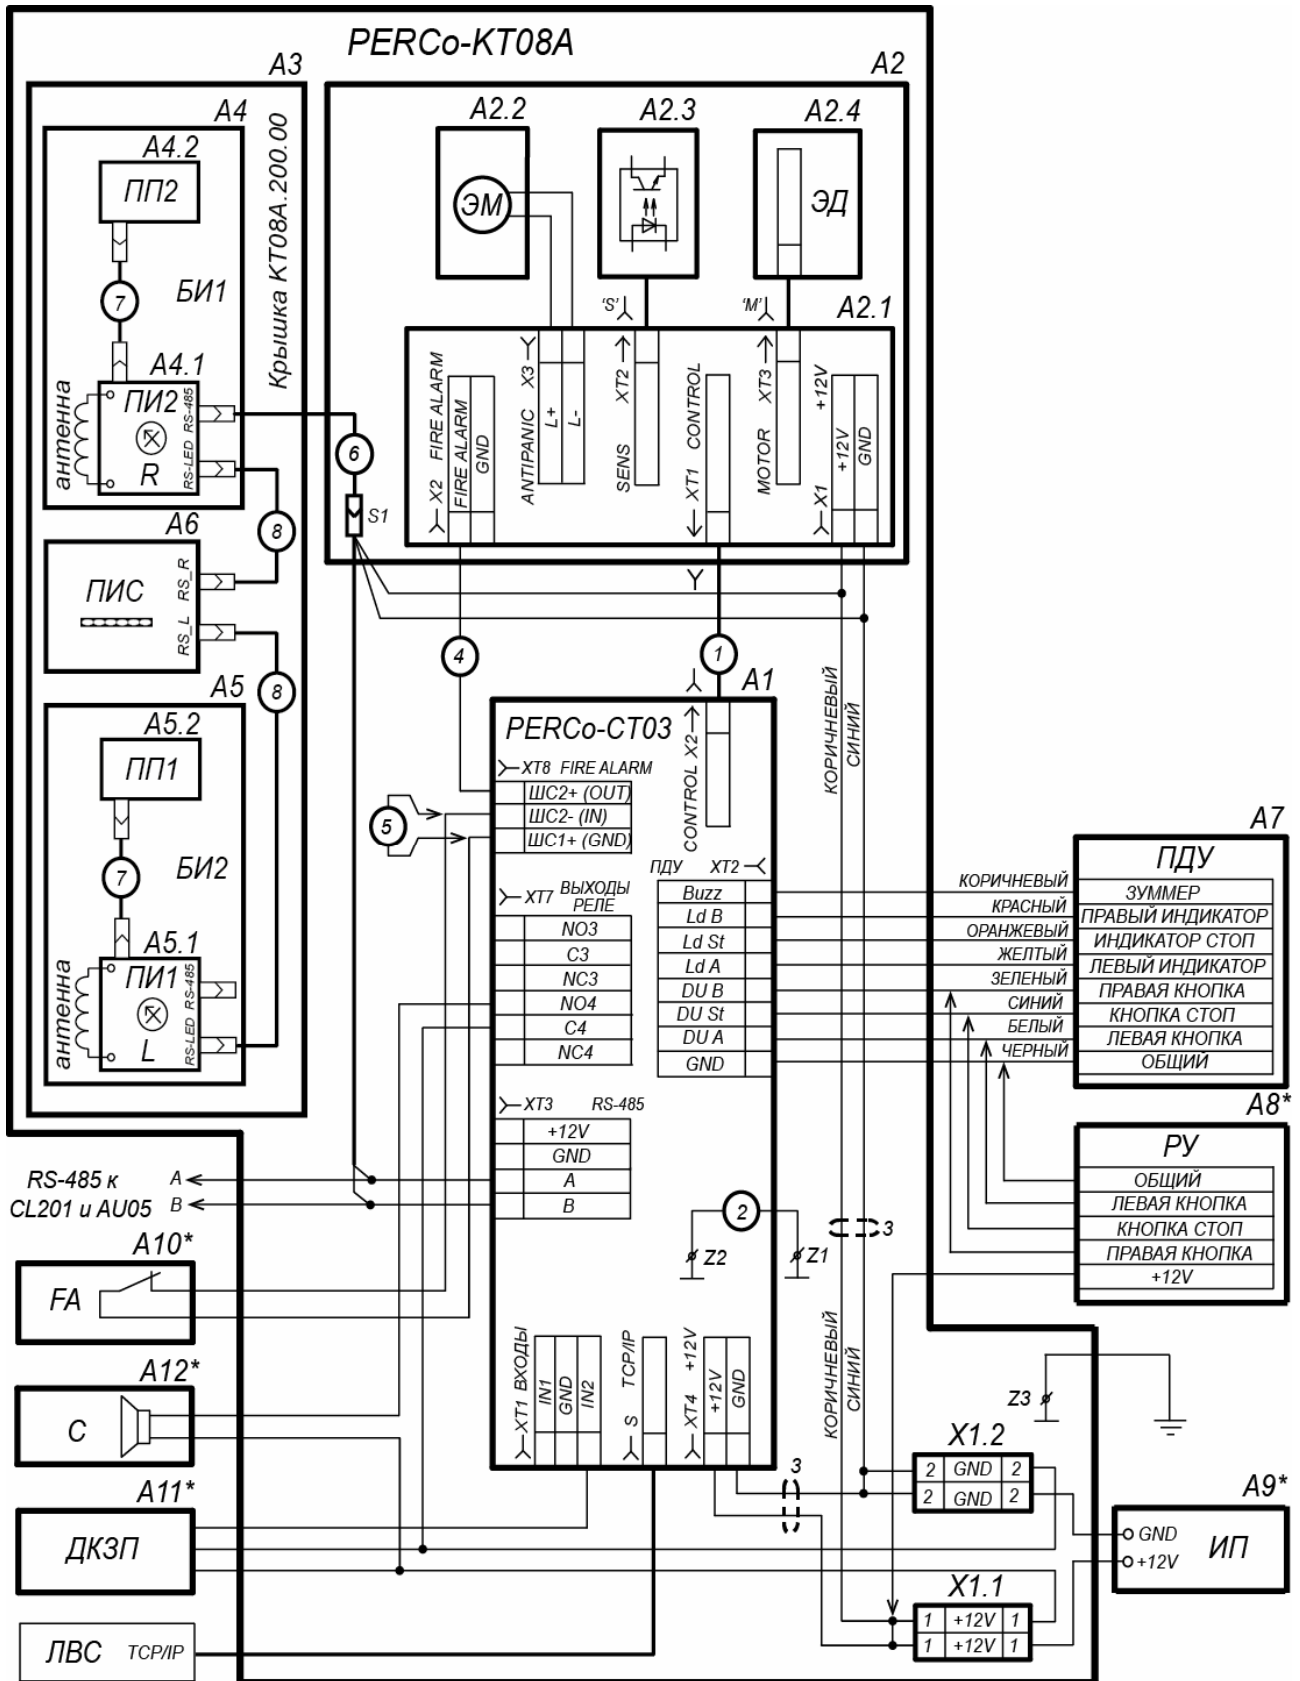 PERCo-KT08A
A3
A2
A4
A4.2
ПП2
7
БИ1
A4.1
ПИ2
R
RS-485
RS-LED
антенна
Крышка КТ08А.200.00
A2.2
ЭМ
A2.3
A2.4
ЭД
'S'
'M'
A2.1
X2 FIRE ALARM
FIRE ALARM
GND
ANTIPANIC X3
L+
L-
SENS XT2
XT1 CONTROL
MOTOR XT3
X1 +12V
+12V
GND
6
S1
8
A6
ПИС
RS_R
RS_L
8
A5
A5.2
ПП1
7
БИ2
A5.1
ПИ1
L
RS-485
RS-LED
антенна
4
1
КОРИЧНЕВЫЙ
СИНИЙ
A1
PERCo-CT03
CONTROL X2
XT8 FIRE ALARM
ШС2+ (OUT)
ШС2- (IN)
ШС1+ (GND)
5
XT7 ВЫХОДЫ
РЕЛЕ
NO3
C3
NC3
NO4
C4
NC4
ПДУ XT2
Buzz
Ld B
Ld St
Ld A
DU B
DU St
DU A
GND
XT3 RS-485
+12V
GND
A
B
2
Z2
Z1
3
КОРИЧНЕВЫЙ
КРАСНЫЙ
ОРАНЖЕВЫЙ
ЖЕЛТЫЙ
ЗЕЛЕНЫЙ
СИНИЙ
БЕЛЫЙ
ЧЕРНЫЙ
A7
ПДУ
ЗУММЕР
ПРАВЫЙ ИНДИКАТОР
ИНДИКАТОР СТОП
ЛЕВЫЙ ИНДИКАТОР
ПРАВАЯ КНОПКА
КНОПКА СТОП
ЛЕВАЯ КНОПКА
ОБЩИЙ
A8*
РУ
ОБЩИЙ
ЛЕВАЯ КНОПКА
КНОПКА СТОП
ПРАВАЯ КНОПКА
+12V
RS-485 к A
CL201 и AU05 B
A10*
FA
A12*
C
A11*
ДКЗП
ЛВС TCP/IP
XT1 ВХОДЫ
IN1
GND
IN2
S TCP/IP
XT4 +12V
+12V
GND
3
КОРИЧНЕВЫЙ
СИНИЙ
Z3
X1.2
2 GND 2
2 GND 2
A9*
GND
+12V
ИП
X1.1
1 +12V 1
1 +12V 1